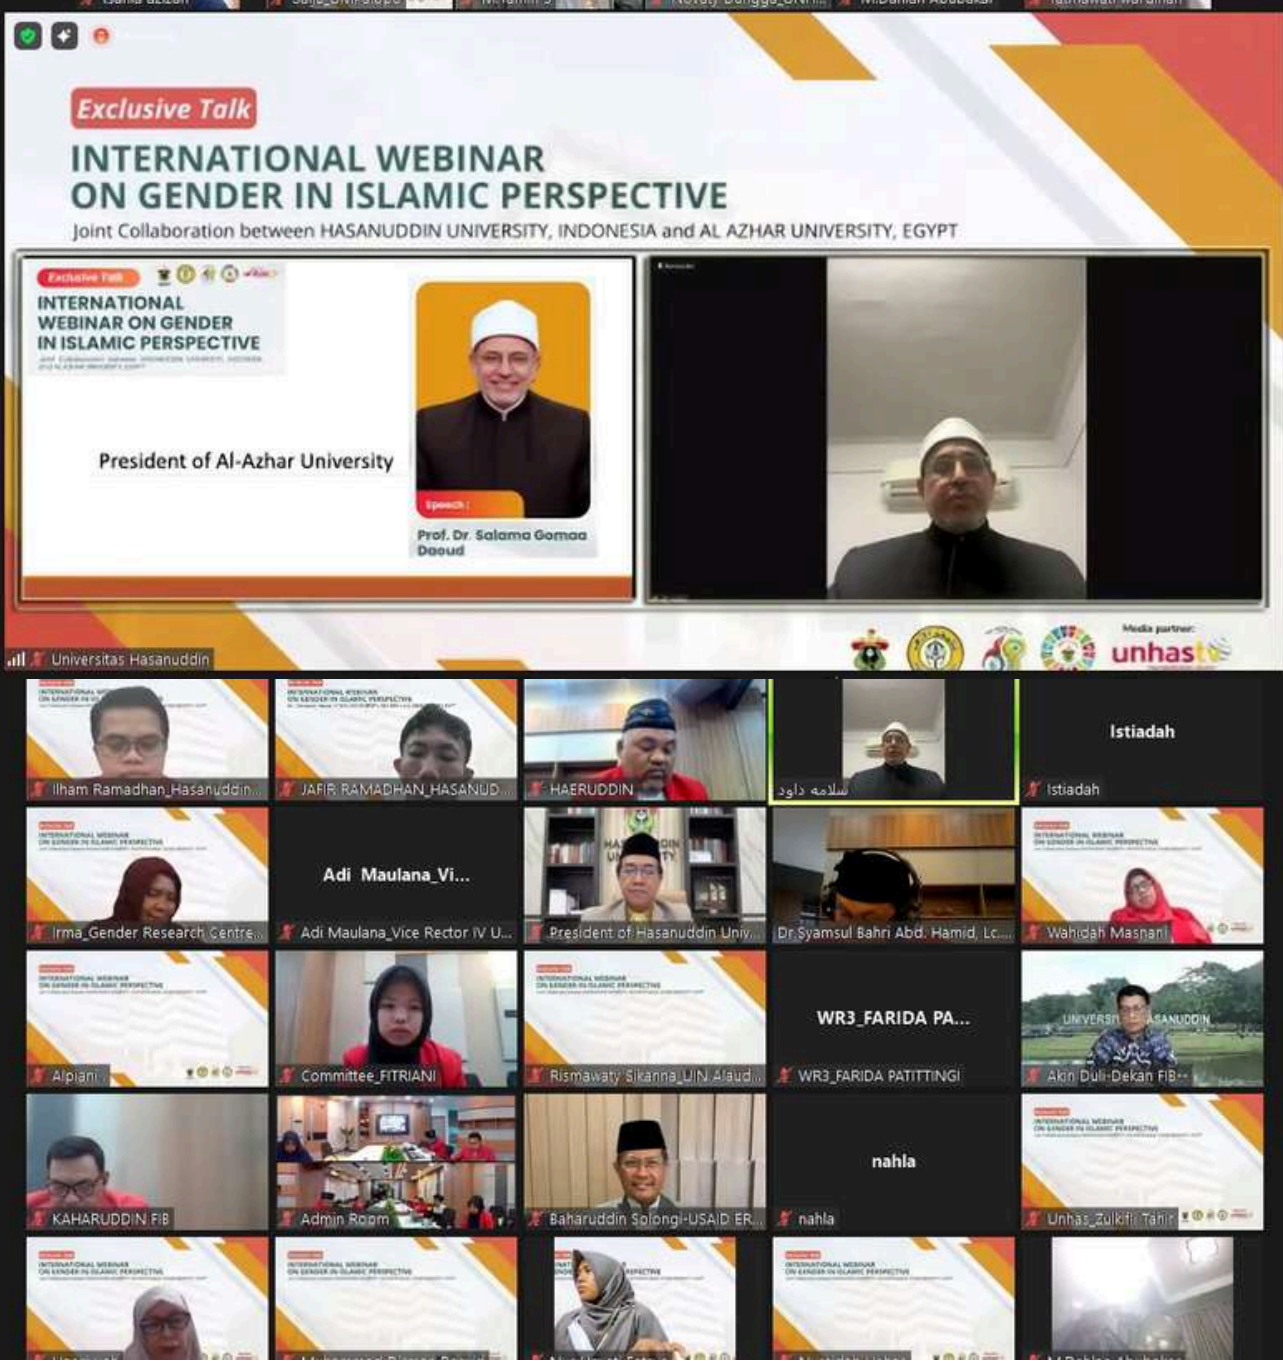 Exclusive Talk
INTERNATIONAL WEBINAR
ON GENDER IN ISLAMIC PERSPECTIVE
Joint Collaboration between HASANUDDIN UNIVERSITY, INDONESIA and AL AZHAR UNIVERSITY, EGYPT
Exclusive Talk
INTERNATIONAL
WEBINAR ON GENDER
IN ISLAMIC PERSPECTIVE
President of Al-Azhar University
Speech :
Prof. Dr. Salama Gomaa
Daoud
Media partner:
unhas
Universitas Hasanuddin
Ilham Ramadhan_Hasanuddin...
JAFIR RAMADHAN_HASANUD...
HAERUDDIN
سلامه داود
Istiadah
Istiadah
Irma_Gender Research Centre...
Adi Maulana_Vi...
Adi Maulana_Vice Rector IV U...
President of Hasanuddin Univ...
Dr.Syamsul Bahri Abd. Hamid, Lc....
Wahidah Masnani
Alpiani
Committee_FITRIANI
Rismawaty Sikanna_UIN Alaud...
WR3_FARIDA PA...
WR3_FARIDA PATITTINGI
UNIVERSI ASANUDDIN
Akin Duli-Dekan FIB--
KAHARUDDIN FIB
Admin Room
Baharuddin Solongi-USAID ER...
nahla
nahla
Unhas_Zulkifli Tahir